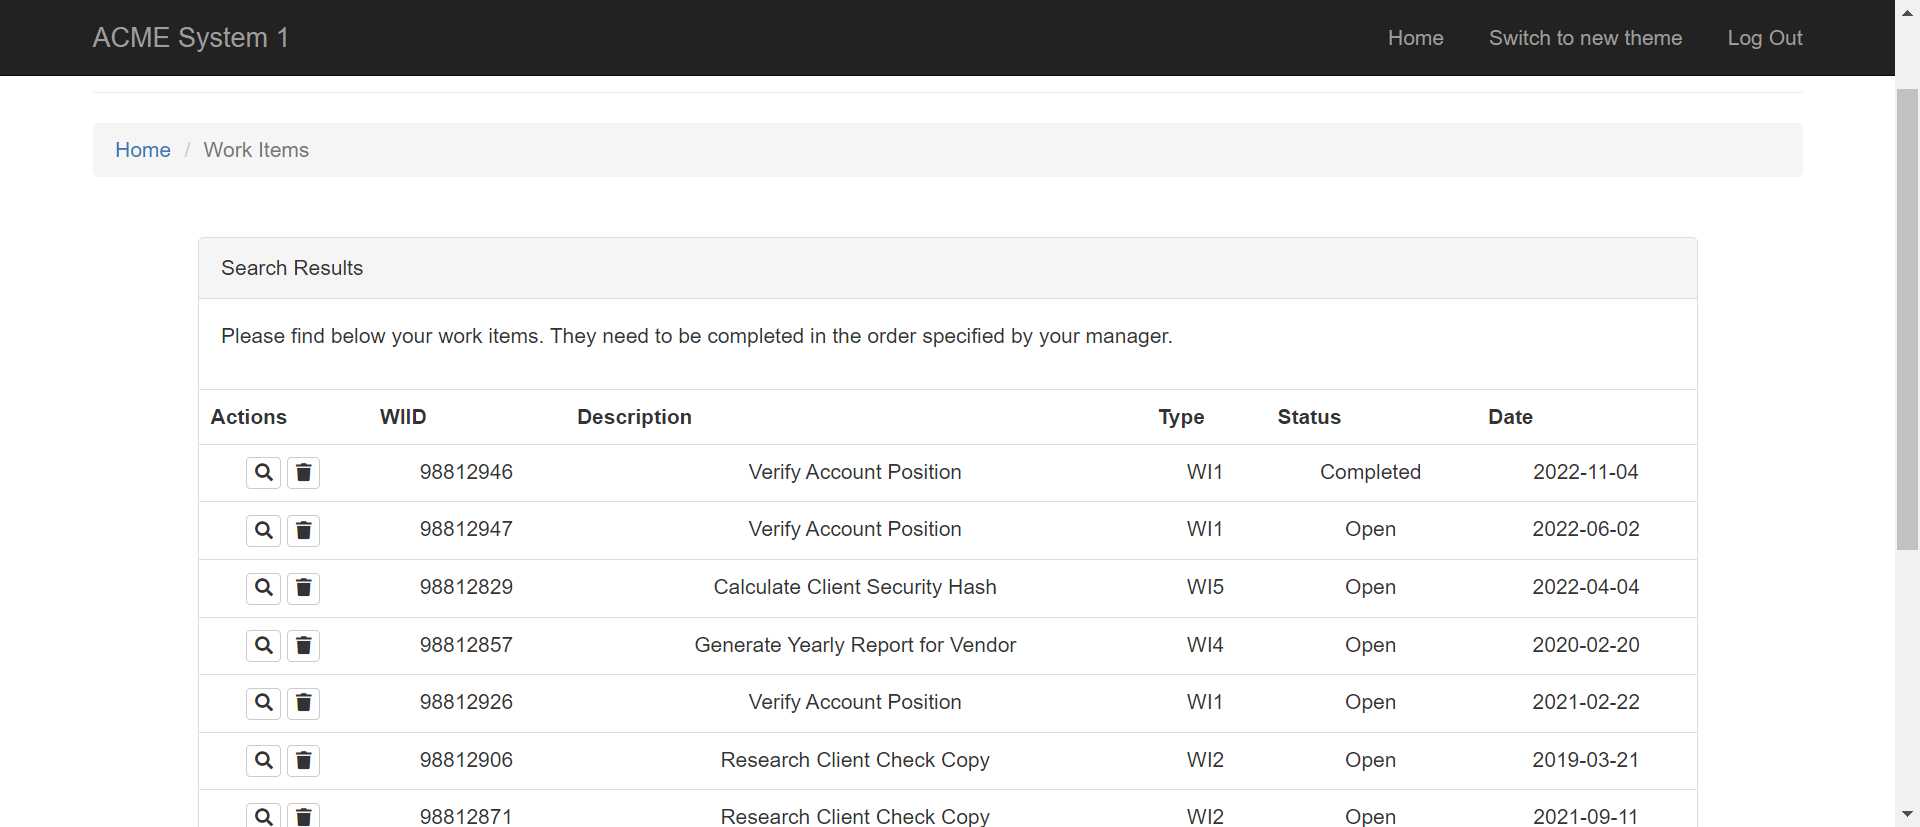 ACME System 1 Home Switch to new theme Log Out
Home / Work Items
Search Results
Please find below your work items. They need to be completed in the order specified by your manager.
Actions WIID Description Type Status Date
98812946 Verify Account Position WI1 Completed 2022-11-04
98812947 Verify Account Position WI1 Open 2022-06-02
98812829 Calculate Client Security Hash WI5 Open 2022-04-04
98812857 Generate Yearly Report for Vendor WI4 Open 2020-02-20
98812926 Verify Account Position WI1 Open 2021-02-22
98812906 Research Client Check Copy WI2 Open 2019-03-21
98812871 Research Client Check Copy WI2 Open 2021-09-11